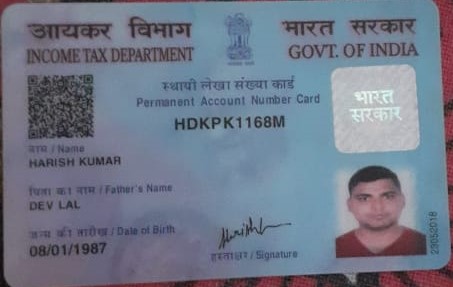 आयकर विभाग
INCOME TAX DEPARTMENT
भारत सरकार
GOVT. OF INDIA
स्थायी लेखा संख्या कार्ड
Permanent Account Number Card
HDKPK1168M
भारत
सरकार
नाम / Name
HARISH KUMAR
पिता का नाम / Father's Name
DEV LAL
जन्म की तारीख / Date of Birth
08/01/1987
Harish
हस्ताक्षर / Signature
23052018